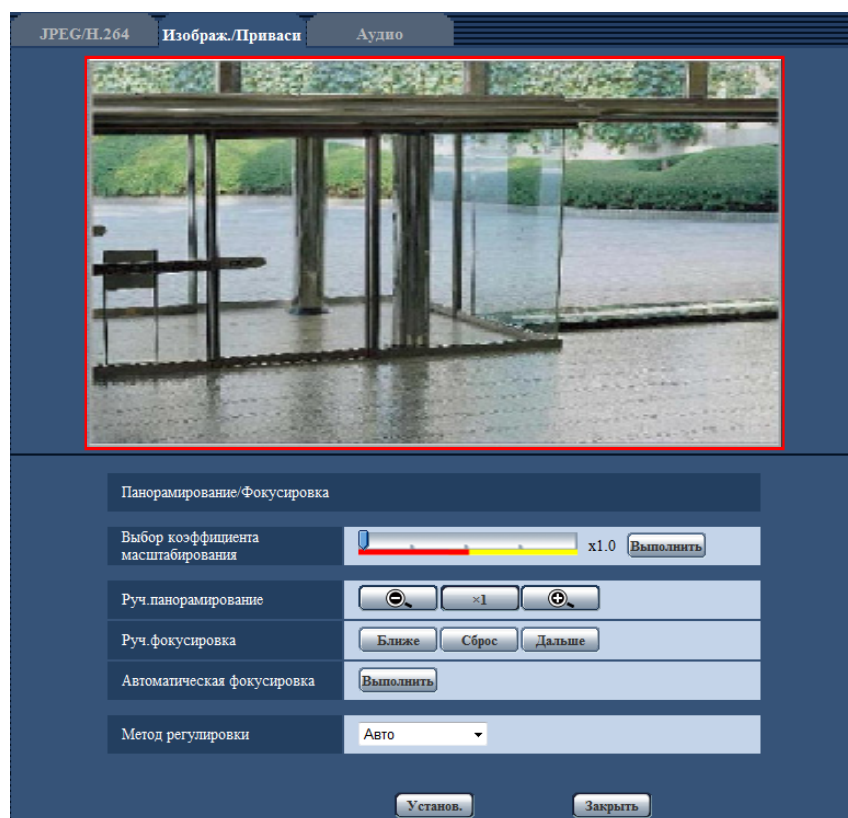 JPEG/H.264 Изображ./Приваси Аудио
Панорамирование/Фокусировка
Выбор коэффициента
масштабирования
x1.0 Выполнить
Руч.панорамирование ×1
Руч.фокусировка Ближе Сброс Дальше
Автоматическая фокусировка Выполнить
Метод регулировки Авто
Установ. Закрыть